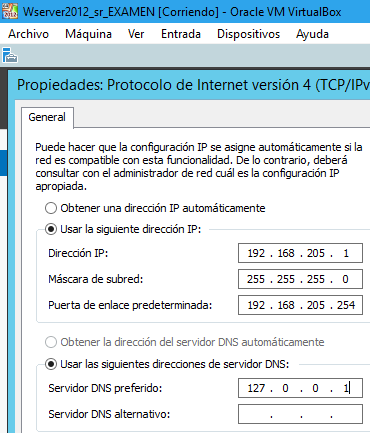 Wserver2012_sr_EXAMEN [Corriendo] - Oracle VM VirtualBox
Archivo Máquina Ver Entrada Dispositivos Ayuda
Propiedades: Protocolo de Internet versión 4 (TCP/IPv
General
Puede hacer que la configuración IP se asigne automáticamente si la
red es compatible con esta funcionalidad. De lo contrario, deberá
consultar con el administrador de red cuál es la configuración IP
apropiada.
Obtener una dirección IP automáticamente
Usar la siguiente dirección IP:
Dirección IP: 192 . 168 . 205 . 1
Máscara de subred: 255 . 255 . 255 . 0
Puerta de enlace predeterminada: 192 . 168 . 205 . 254
Obtener la dirección del servidor DNS automáticamente
Usar las siguientes direcciones de servidor DNS:
Servidor DNS preferido: 127 . 0 . 0 . 1
Servidor DNS alternativo: . . .